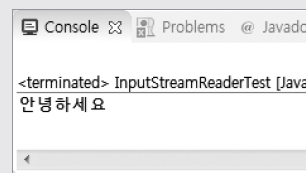 Console Problems @ Javado
<terminated> InputStreamReaderTest [Java
안녕하세요